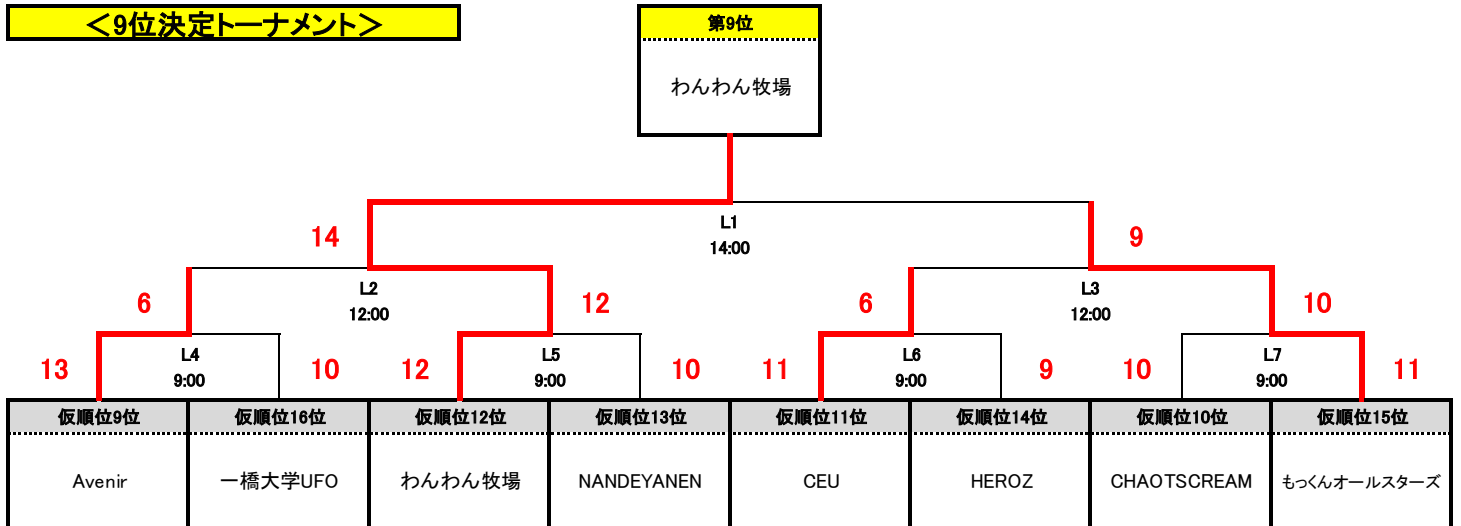 ＜9位決定トーナメント＞
第9位
わんわん牧場
L1
14:00
14
9
L2
12:00
L3
12:00
6
12
6
10
L4
9:00
L5
9:00
L6
9:00
L7
9:00
13
10
12
10
11
9
10
11
仮順位9位
仮順位16位
仮順位12位
仮順位13位
仮順位11位
仮順位14位
仮順位10位
仮順位15位
Avenir
一橋大学UFO
わんわん牧場
NANDEYANEN
CEU
HEROZ
CHAOTSCREAM
もっくんオールスターズ